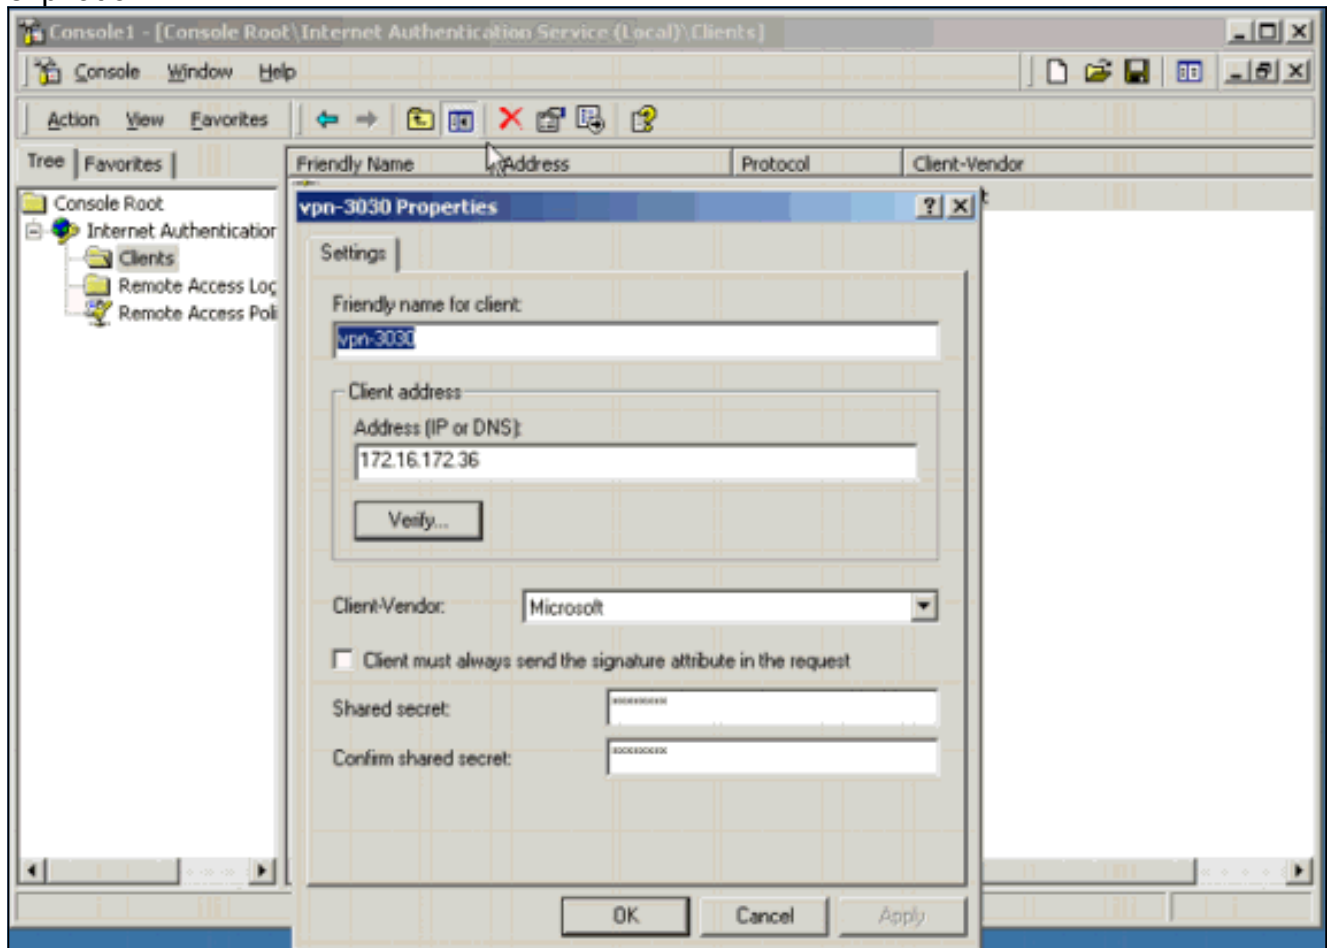 Console1 - [Console Root\Internet Authentication Service (Local)\Clients]
Console Window Help
Action View Favorites
Tree Favorites
Friendly Name Address Protocol Client-Vendor
Console Root
Internet Authentication
Clients
Remote Access Log
Remote Access Poli
vpn-3030 Properties
Settings
Friendly name for client:
vpn-3030
Client address
Address (IP or DNS):
172.16.172.36
Verify...
Client-Vendor: Microsoft
Client must always send the signature attribute in the request
Shared secret: xxxxxxxxx
Confirm shared secret: xxxxxxxxx
OK Cancel Apply